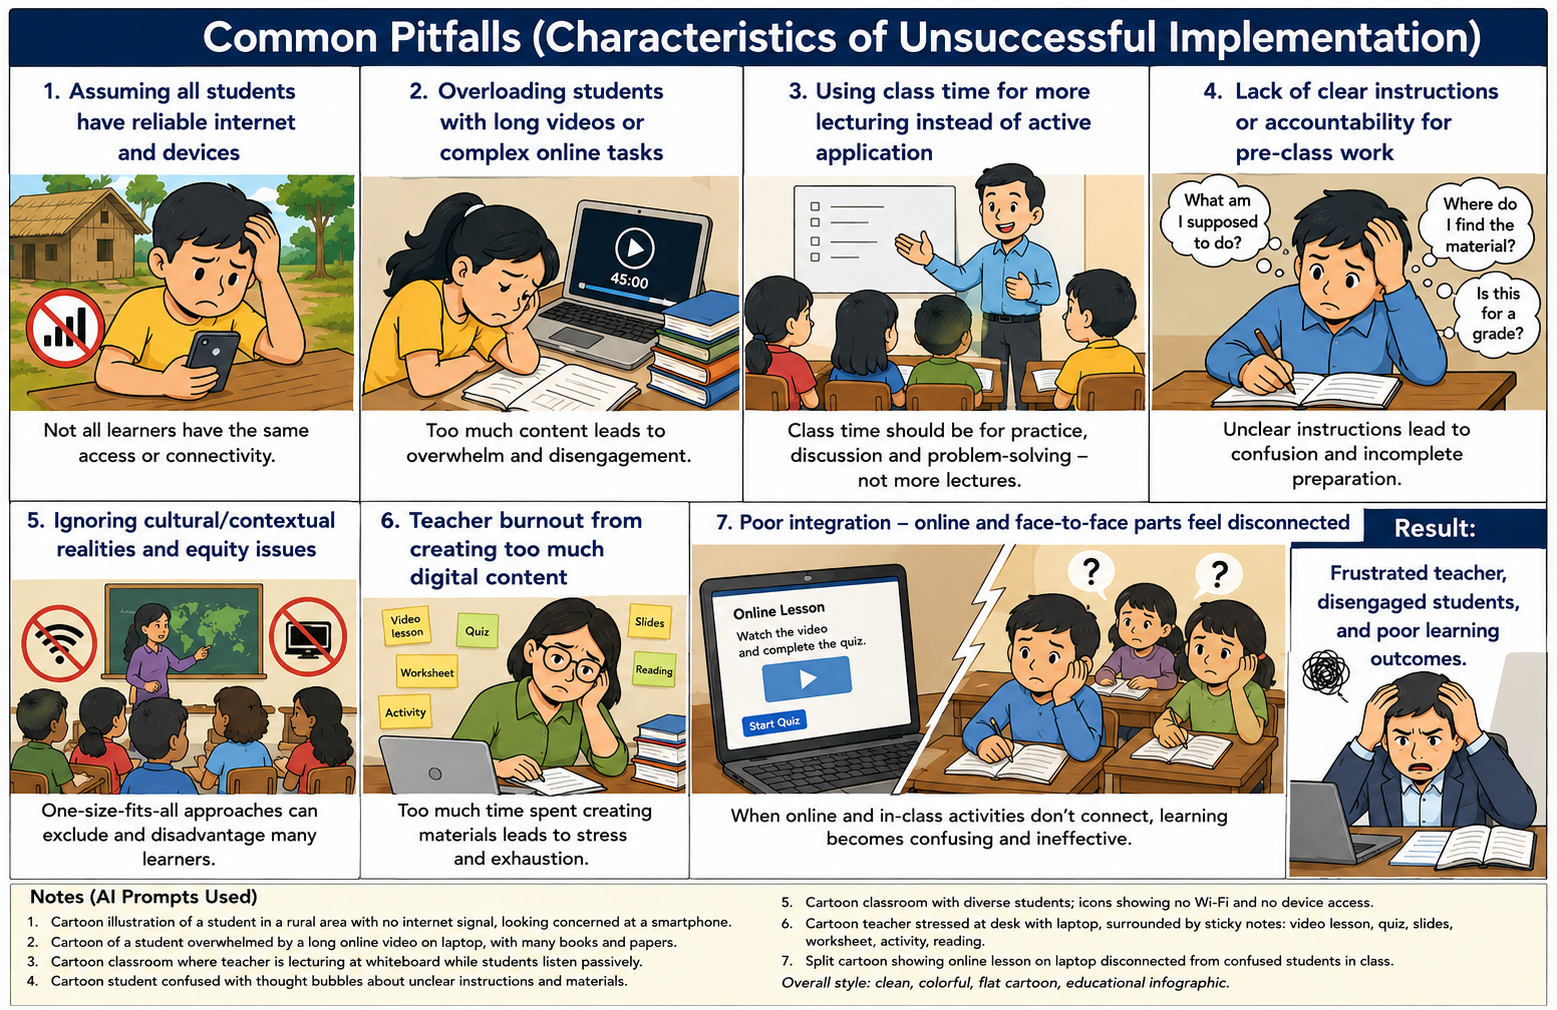 Common Pitfalls (Characteristics of Unsuccessful Implementation)
1. Assuming all students
have reliable internet
and devices
Not all learners have the same
access or connectivity.
2. Overloading students
with long videos or
complex online tasks
45:00
Too much content leads to
overwhelm and disengagement.
3. Using class time for more
lecturing instead of active
application
Class time should be for practice,
discussion and problem-solving –
not more lectures.
4. Lack of clear instructions
or accountability for
pre-class work
What am
I supposed
to do?
Where do
I find the
material?
Is this
for a
grade?
Unclear instructions lead to
confusion and incomplete
preparation.
5. Ignoring cultural/contextual
realities and equity issues
One-size-fits-all approaches can
exclude and disadvantage many
learners.
6. Teacher burnout from
creating too much
digital content
Video
lesson
Quiz
Slides
Worksheet
Reading
Activity
Too much time spent creating
materials leads to stress
and exhaustion.
7. Poor integration – online and face-to-face parts feel disconnected
Online Lesson
Watch the video
and complete the quiz.
Start Quiz
?
?
When online and in-class activities don't connect, learning
becomes confusing and ineffective.
Result:
Frustrated teacher,
disengaged students,
and poor learning
outcomes.
Notes (AI Prompts Used)
1. Cartoon illustration of a student in a rural area with no internet signal, looking concerned at a smartphone.
2. Cartoon of a student overwhelmed by a long online video on laptop, with many books and papers.
3. Cartoon classroom where teacher is lecturing at whiteboard while students listen passively.
4. Cartoon student confused with thought bubbles about unclear instructions and materials.
5. Cartoon classroom with diverse students; icons showing no Wi-Fi and no device access.
6. Cartoon teacher stressed at desk with laptop, surrounded by sticky notes: video lesson, quiz, slides,
worksheet, activity, reading.
7. Split cartoon showing online lesson on laptop disconnected from confused students in class.
Overall style: clean, colorful, flat cartoon, educational infographic.